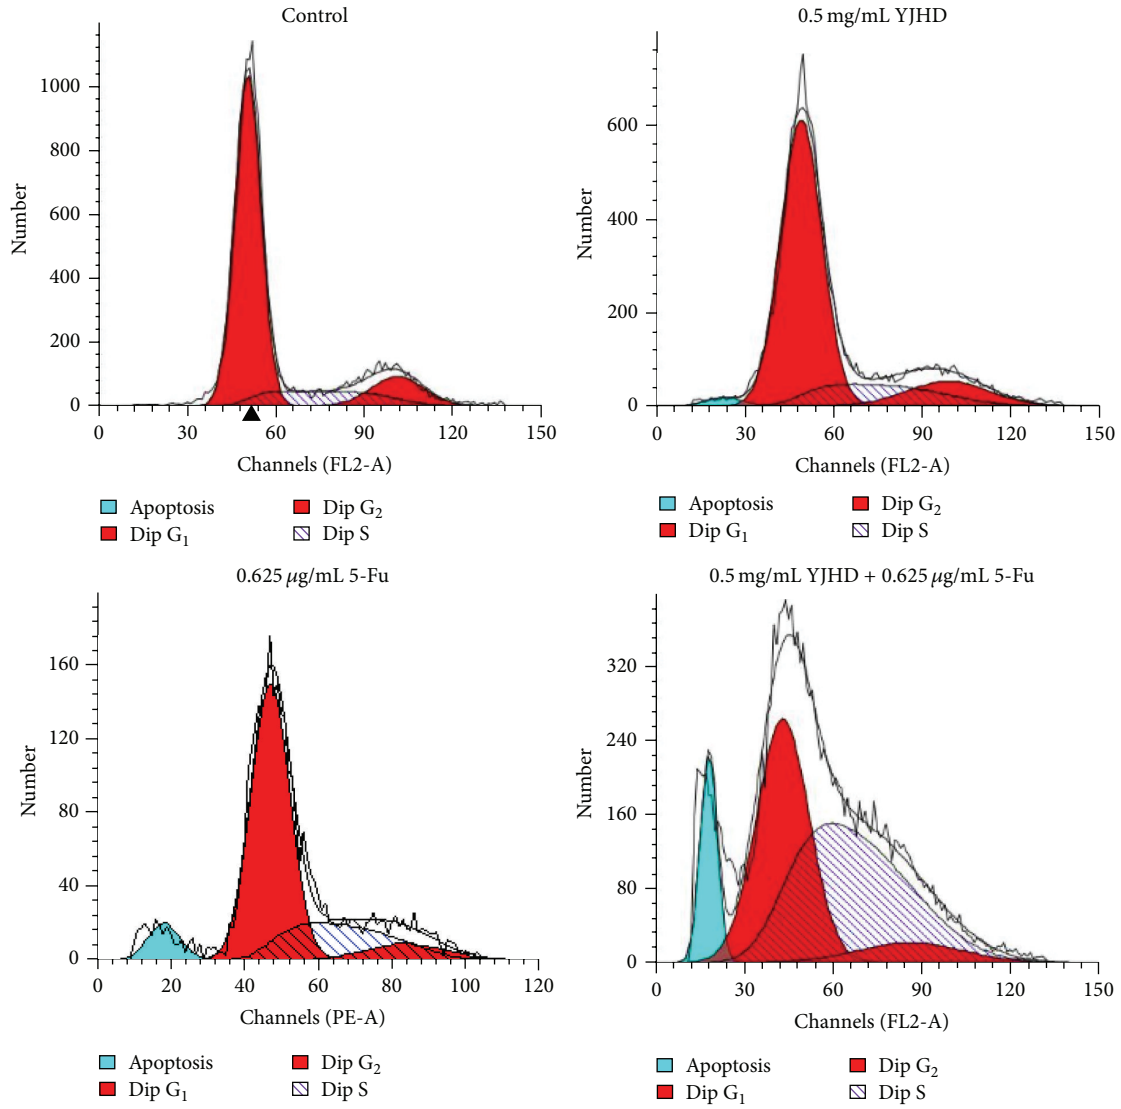 Control
1000
800
600
400
200
0
Number
0 30 60 90 120 150
Channels (FL2-A)
Apoptosis
Dip G1
Dip G2
Dip S
0.5 mg/mL YJHD
600
400
200
0
Number
0 30 60 90 120 150
Channels (FL2-A)
Apoptosis
Dip G1
Dip G2
Dip S
0.625 μg/mL 5-Fu
160
120
80
40
0
Number
0 20 40 60 80 100 120
Channels (PE-A)
Apoptosis
Dip G1
Dip G2
Dip S
0.5 mg/mL YJHD + 0.625 μg/mL 5-Fu
320
240
160
80
0
Number
0 30 60 90 120 150
Channels (FL2-A)
Apoptosis
Dip G1
Dip G2
Dip S